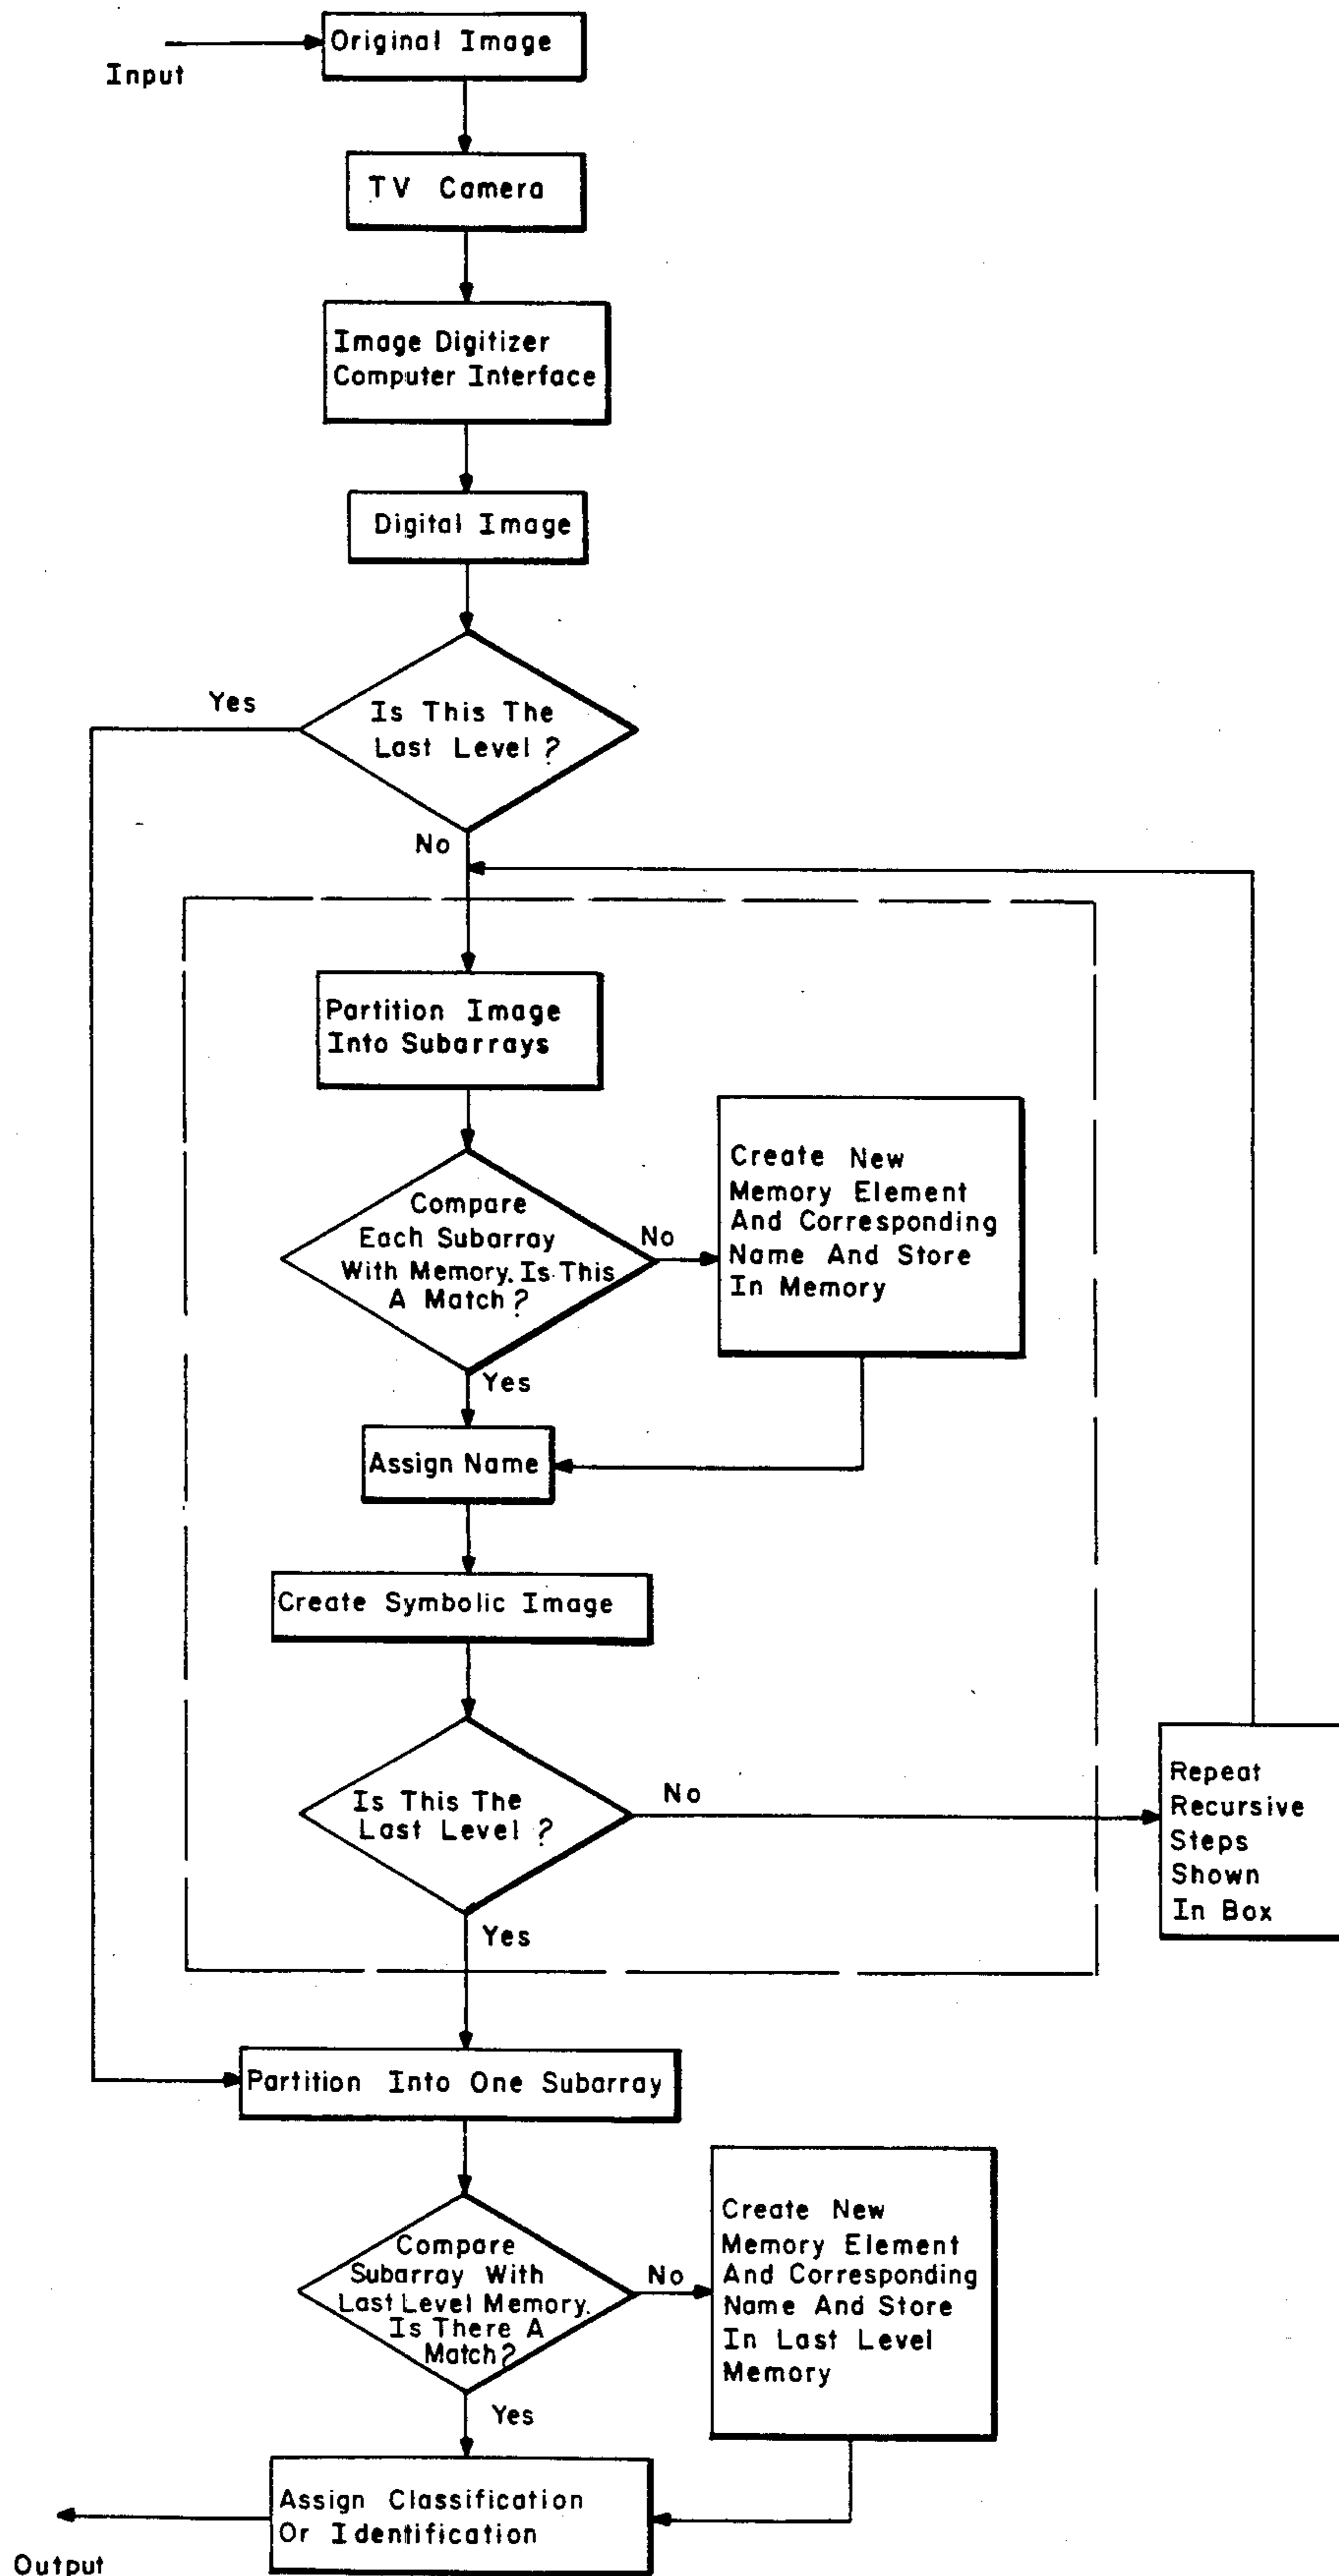 Original Image
Input
TV Camera
Image Digitizer
Computer Interface
Digital Image
Yes
Is This The
Last Level ?
No
Partition Image
Into Subarrays
Compare
Each Subarray
With Memory. Is This
A Match ?
No
Create New
Memory Element
And Corresponding
Name And Store
In Memory
Yes
Assign Name
Create Symbolic Image
Is This The
Last Level ?
No
Repeat
Recursive
Steps
Shown
In Box
Yes
Partition Into One Subarray
Compare
Subarray With
Last Level Memory.
Is There A
Match?
No
Create New
Memory Element
And Corresponding
Name And Store
In Last Level
Memory
Yes
Assign Classification
Or Identification
Output